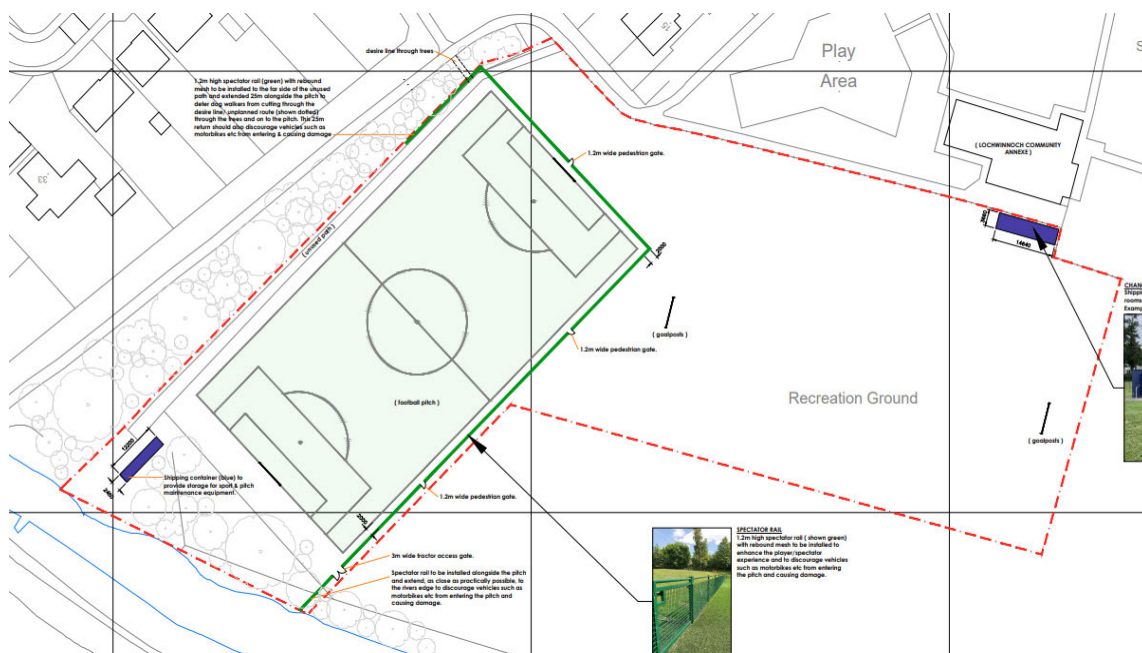 desire line through trees
15
Play
Area
1.2m high spectator rail (green) with rebound
mesh to be installed to the far side of the unused
path and extended 25m alongside the pitch to
deter dog walkers from cutting through the
desire line/ unplanned route (shown dotted)
through the trees and on to the pitch. This 25m
return should also discourage vehicles such as
motorbikes etc from entering & causing damage
1.2m wide pedestrian gate.
( LOCHWINNOCH COMMUNITY
ANNEXE )
33
( unused path )
14640
2000
( goalposts )
1.2m wide pedestrian gate.
CHAN
Shippi
rooms
Examp
( football pitch )
Recreation Ground
( goalposts )
12200
2400
Shipping container (blue) to
provide storage for sport & pitch
maintenance equipment.
1.2m wide pedestrian gate.
2000
3m wide tractor access gate.
Spectator rail to be installed alongside the pitch
and extend, as close as practically possible, to
the rivers edge to discourage vehicles such as
motorbikes etc from entering the pitch and
causing damage.
SPECTATOR RAIL
1.2m high spectator rail ( shown green)
with rebound mesh to be installed to
enhance the player/spectator
experience and to discourage vehicles
such as motorbikes etc from entering
the pitch and causing damage.